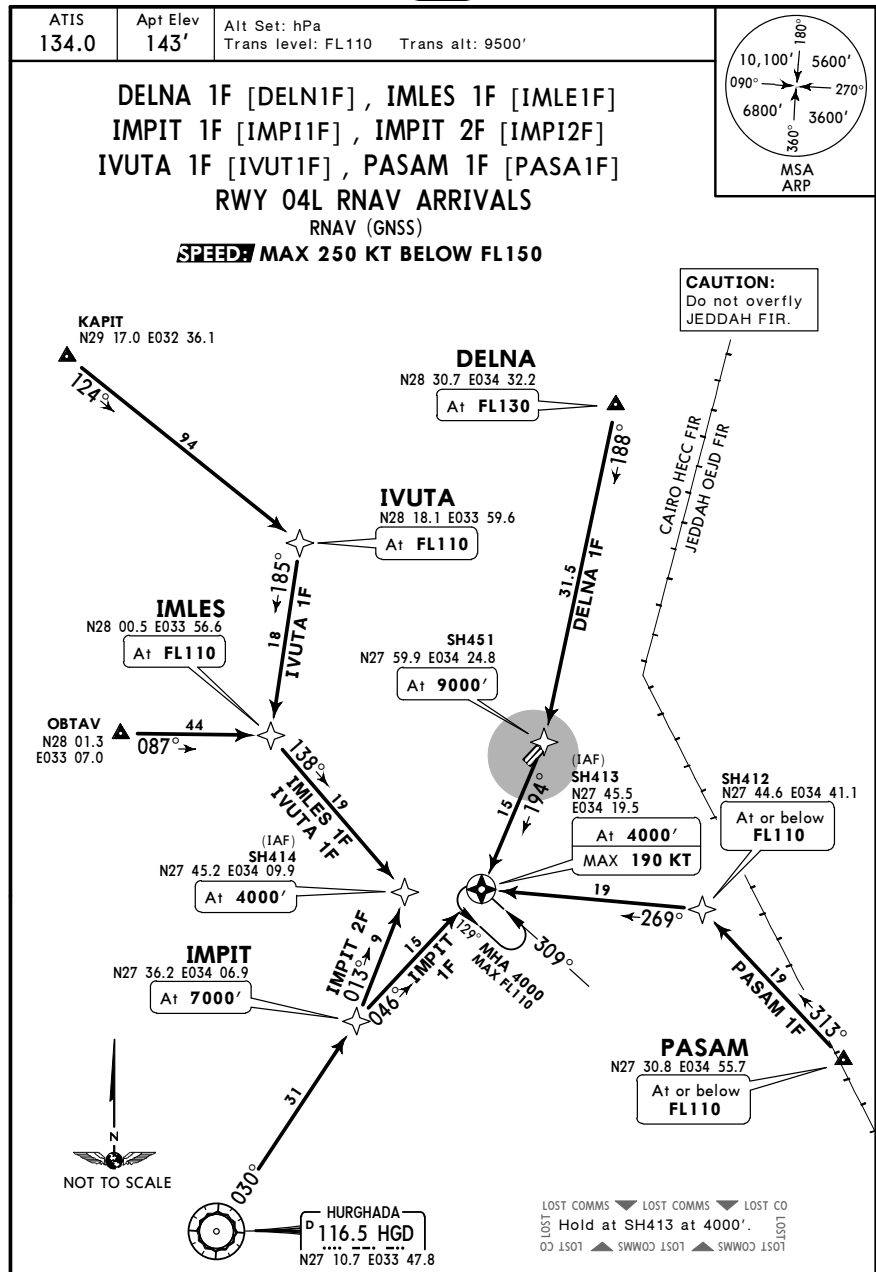 ATIS
134.0
Apt Elev
143'
Alt Set: hPa
Trans level: FL110 Trans alt: 9500'
180°
10,100' 5600'
090° 270°
6800' 3600'
360°
MSA
ARP
DELNA 1F [DELN1F], IMLES 1F [IMLE1F]
IMPIT 1F [IMPI1F], IMPIT 2F [IMPI2F]
IVUTA 1F [IVUT1F], PASAM 1F [PASA1F]
RWY 04L RNAV ARRIVALS
RNAV (GNSS)
SPEED: MAX 250 KT BELOW FL150
CAUTION:
Do not overfly
JEDDAH FIR.
KAPIT
N29 17.0 E032 36.1
124°
94
DELNA
N28 30.7 E034 32.2
At FL130
188°
31.5
DELNA 1F
CAIRO HECC FIR
JEDDAH OEJD FIR
IVUTA
N28 18.1 E033 59.6
At FL110
185°
18
IVUTA 1F
IMLES
N28 00.5 E033 56.6
At FL110
SH451
N27 59.9 E034 24.8
At 9000'
OBTAV
N28 01.3
E033 07.0
44
087°
138°
19
IMLES 1F
IVUTA 1F
194°
15
(IAF)
SH413
N27 45.5
E034 19.5
At 4000'
MAX 190 KT
SH412
N27 44.6 E034 41.1
At or below
FL110
(IAF)
SH414
N27 45.2 E034 09.9
At 4000'
19
269°
IMPIT 2F
013°
9
15
046°
IMPIT
1F
129°
MHA 4000
MAX FL110
309°
IMPIT
N27 36.2 E034 06.9
At 7000'
19
313°
PASAM 1F
PASAM
N27 30.8 E034 55.7
At or below
FL110
31
030°
N
NOT TO SCALE
HURGHADA
D 116.5 HGD
N27 10.7 E033 47.8
LOST COMMS LOST COMMS LOST CO
LOST
Hold at SH413 at 4000'.
LOST
LOST COMMS LOST COMMS LOST CO